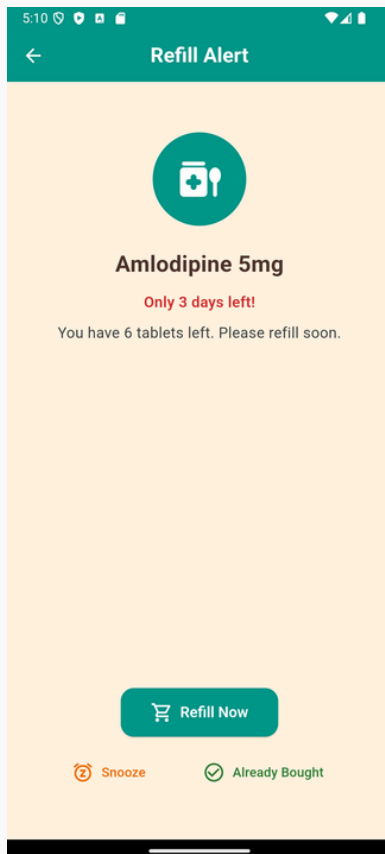 5:10
Refill Alert
Amlodipine 5mg
Only 3 days left!
You have 6 tablets left. Please refill soon.
Refill Now
Snooze
Already Bought